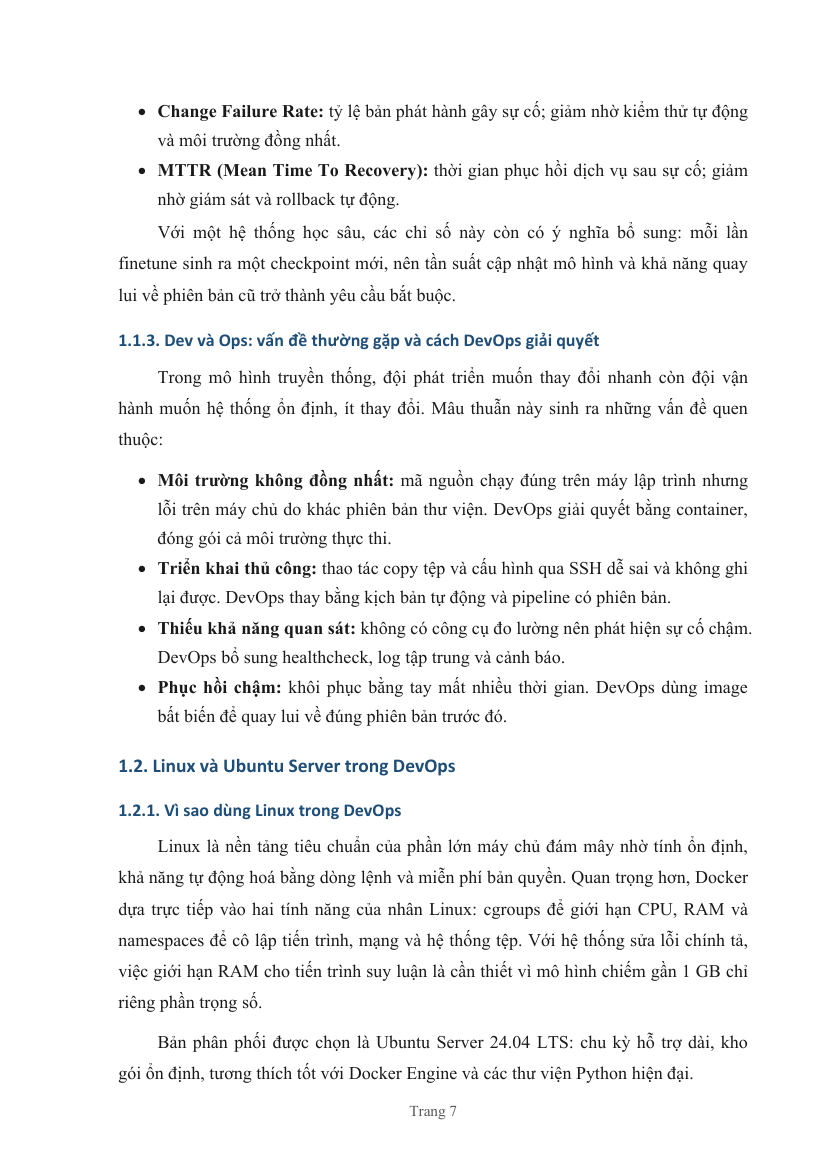 • Change Failure Rate: tỷ lệ bản phát hành gây sự cố; giảm nhờ kiểm thử tự động
và môi trường đồng nhất.
• MTTR (Mean Time To Recovery): thời gian phục hồi dịch vụ sau sự cố; giảm
nhờ giám sát và rollback tự động.
Với một hệ thống học sâu, các chỉ số này còn có ý nghĩa bổ sung: mỗi lần
finetune sinh ra một checkpoint mới, nên tần suất cập nhật mô hình và khả năng quay
lui về phiên bản cũ trở thành yêu cầu bắt buộc.
1.1.3. Dev và Ops: vấn đề thường gặp và cách DevOps giải quyết
Trong mô hình truyền thống, đội phát triển muốn thay đổi nhanh còn đội vận
hành muốn hệ thống ổn định, ít thay đổi. Mâu thuẫn này sinh ra những vấn đề quen
thuộc:
• Môi trường không đồng nhất: mã nguồn chạy đúng trên máy lập trình nhưng
lỗi trên máy chủ do khác phiên bản thư viện. DevOps giải quyết bằng container,
đóng gói cả môi trường thực thi.
• Triển khai thủ công: thao tác copy tệp và cấu hình qua SSH dễ sai và không ghi
lại được. DevOps thay bằng kịch bản tự động và pipeline có phiên bản.
• Thiếu khả năng quan sát: không có công cụ đo lường nên phát hiện sự cố chậm.
DevOps bổ sung healthcheck, log tập trung và cảnh báo.
• Phục hồi chậm: khôi phục bằng tay mất nhiều thời gian. DevOps dùng image
bất biến để quay lui về đúng phiên bản trước đó.
1.2. Linux và Ubuntu Server trong DevOps
1.2.1. Vì sao dùng Linux trong DevOps
Linux là nền tảng tiêu chuẩn của phần lớn máy chủ đám mây nhờ tính ổn định,
khả năng tự động hoá bằng dòng lệnh và miễn phí bản quyền. Quan trọng hơn, Docker
dựa trực tiếp vào hai tính năng của nhân Linux: cgroups để giới hạn CPU, RAM và
namespaces để cô lập tiến trình, mạng và hệ thống tệp. Với hệ thống sửa lỗi chính tả,
việc giới hạn RAM cho tiến trình suy luận là cần thiết vì mô hình chiếm gần 1 GB chỉ
riêng phần trọng số.
Bản phân phối được chọn là Ubuntu Server 24.04 LTS: chu kỳ hỗ trợ dài, kho
gói ổn định, tương thích tốt với Docker Engine và các thư viện Python hiện đại.
Trang 7